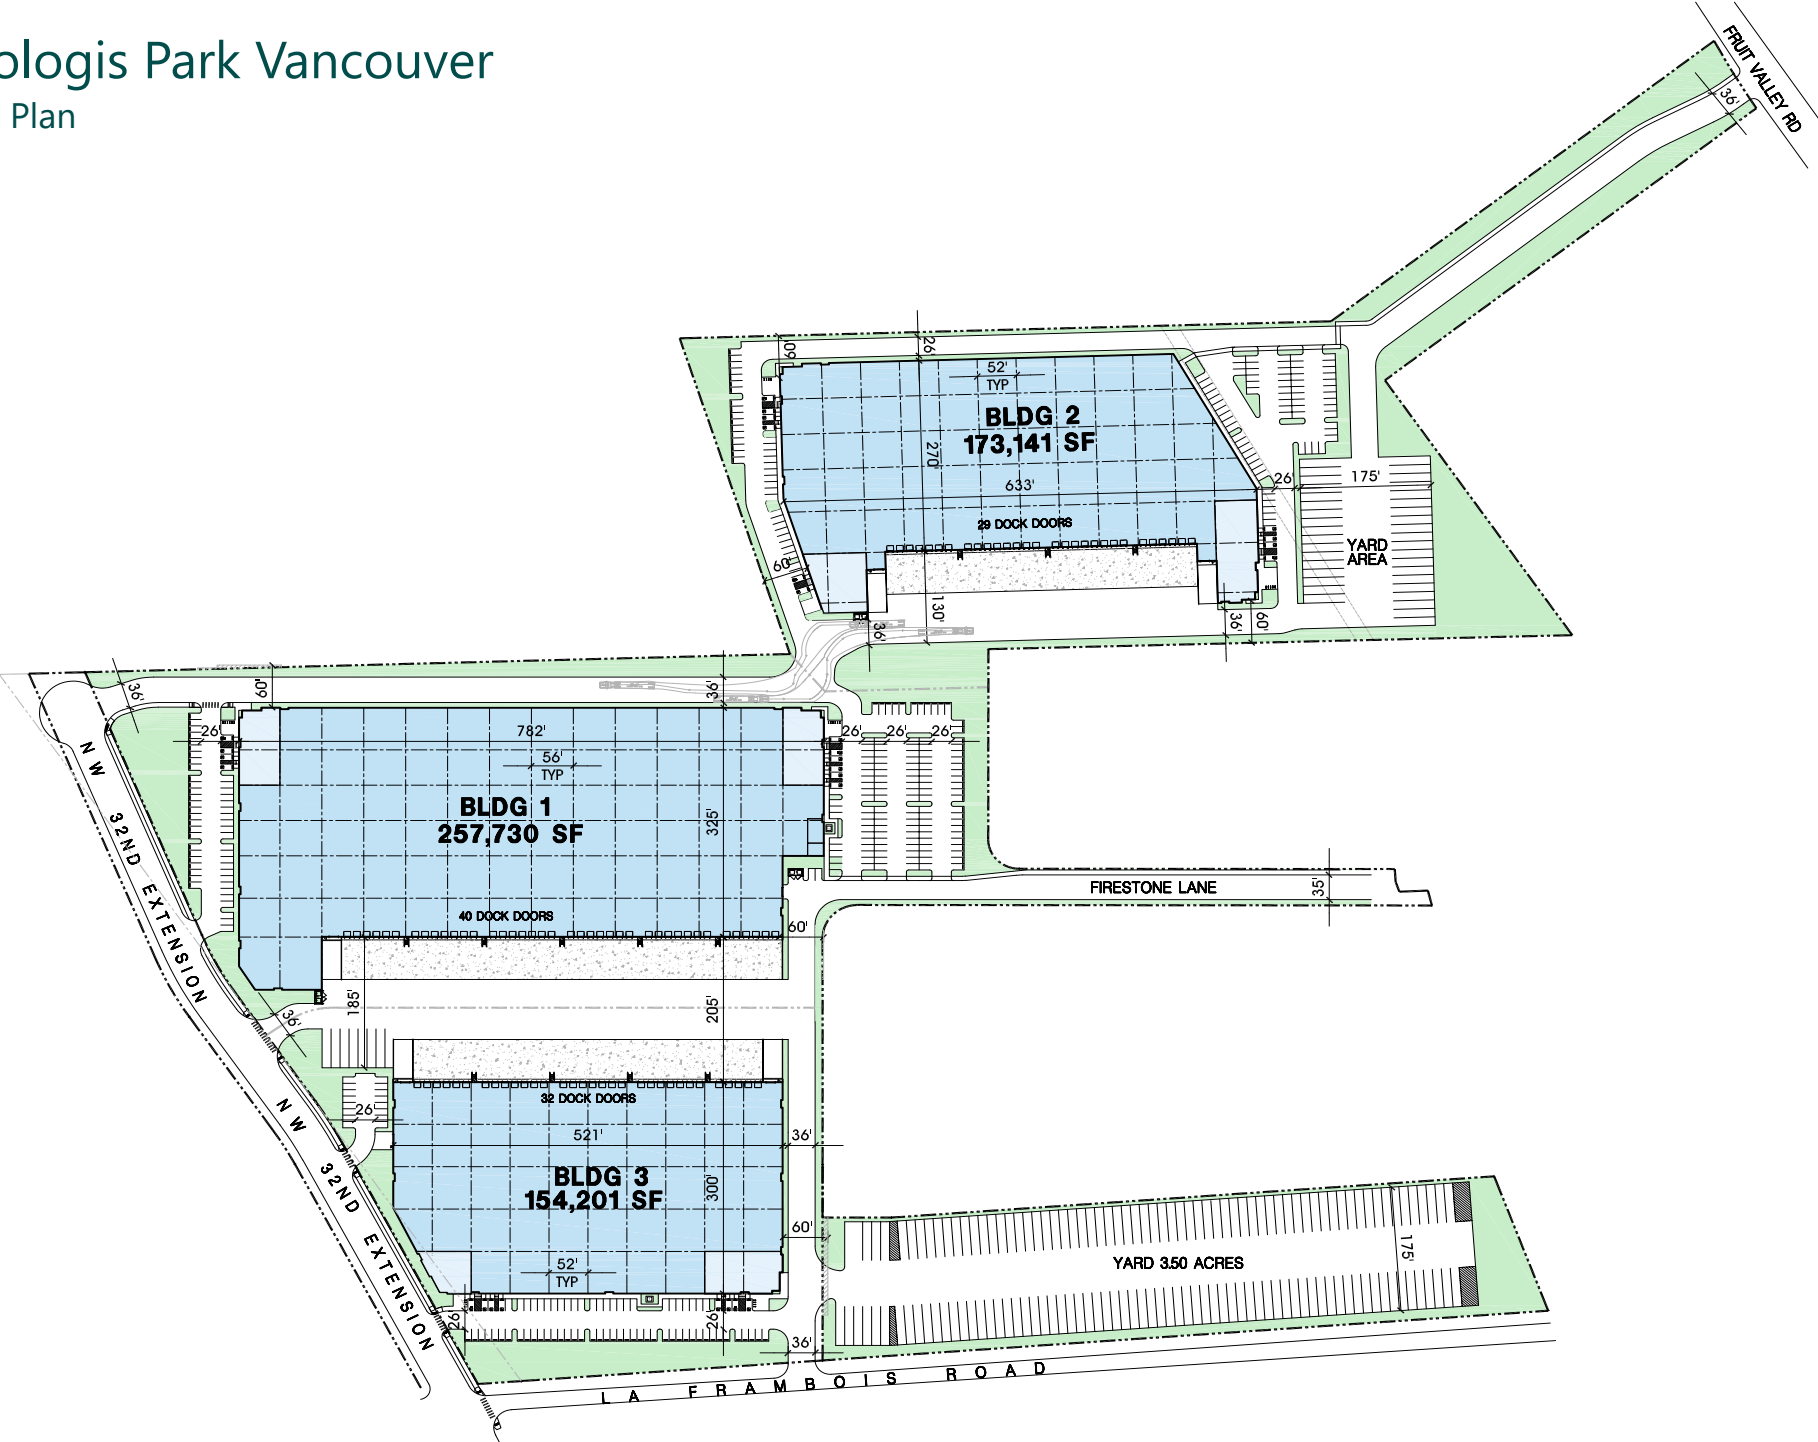 ologis Park Vancouver
Plan
FRUIT VALLEY RD
36'
60'
26'
52'
TYP
BLDG 2
173,141 SF
270'
633'
26'
175'
29 DOCK DOORS
YARD
AREA
60'
130'
36'
36'
60'
36'
60'
36'
26'
782'
26'
26'
26'
56'
TYP
BLDG 1
257,730 SF
325'
NW 32ND EXTENSION
FIRESTONE LANE
35'
40 DOCK DOORS
60'
185'
205'
36'
32 DOCK DOORS
26'
521'
36'
BLDG 3
154,201 SF
300'
NW 32ND EXTENSION
60'
YARD 3.50 ACRES
175'
52'
TYP
26'
26'
36'
LA FRAMBOIS ROAD